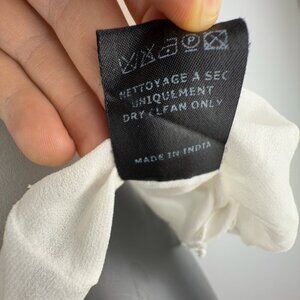 NETTOYAGE A SEC
UNIQUEMENT
DRY CLEAN ONLY
MADE IN INDIA